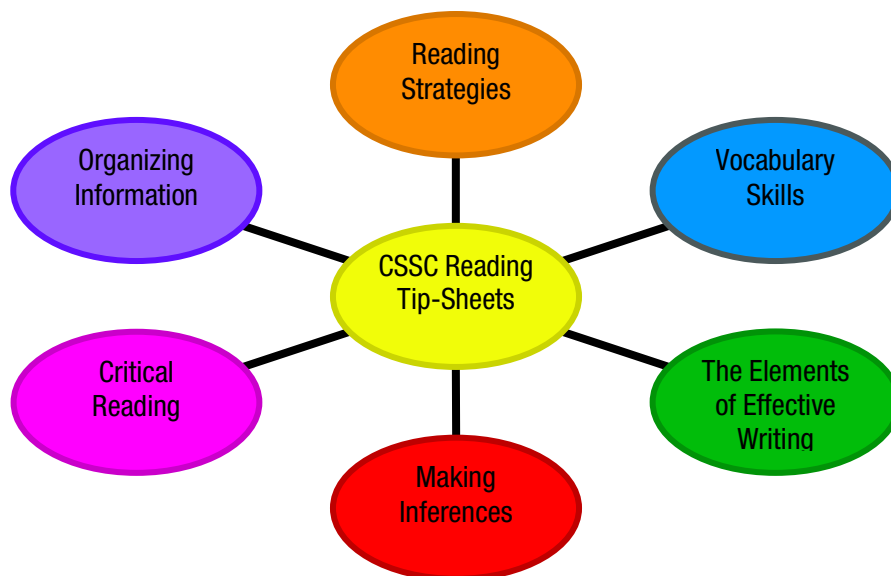 Reading
Strategies
Organizing
Information
Vocabulary
Skills
CSSC Reading
Tip-Sheets
Critical
Reading
The Elements
of Effective
Writing
Making
Inferences